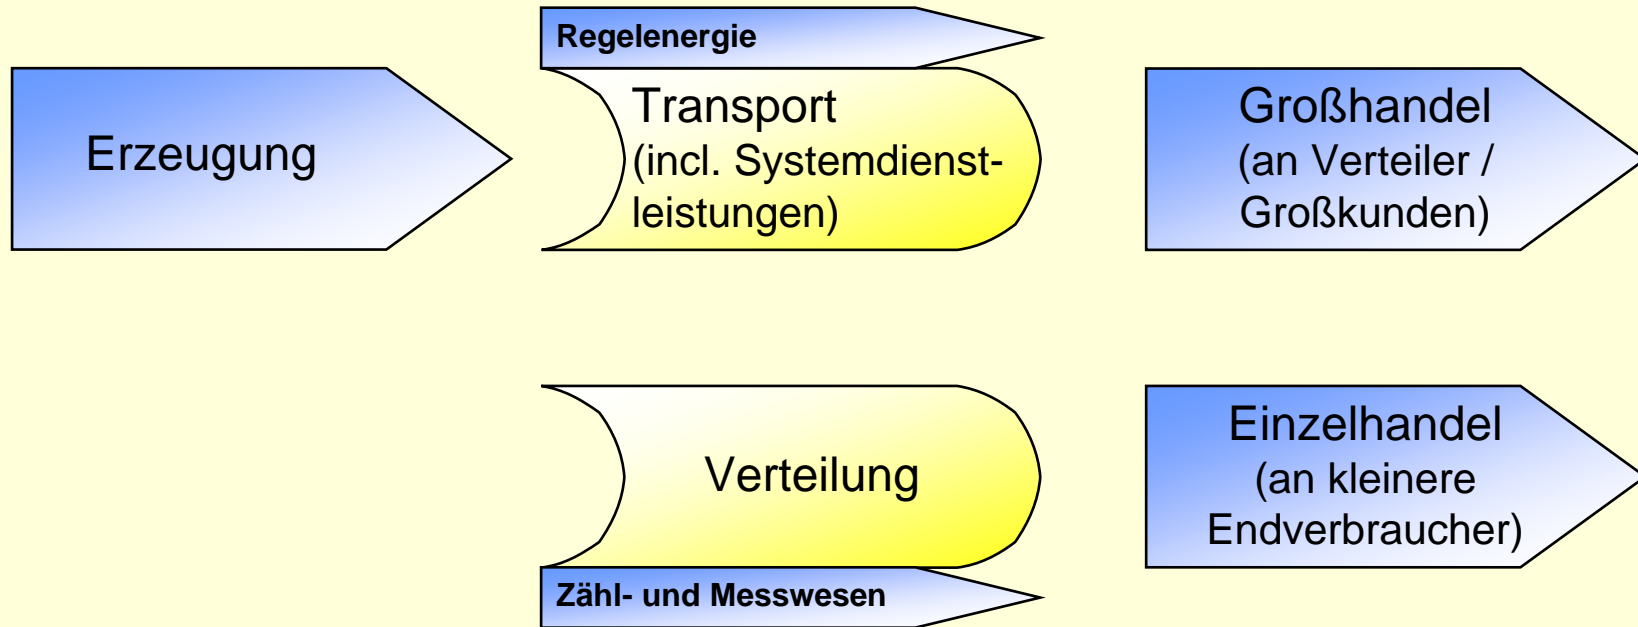 Erzeugung
Regelenergie
Transport
(incl. Systemdienst-
leistungen)
Großhandel
(an Verteiler /
Großkunden)
Verteilung
Zähl- und Messwesen
Einzelhandel
(an kleinere
Endverbraucher)